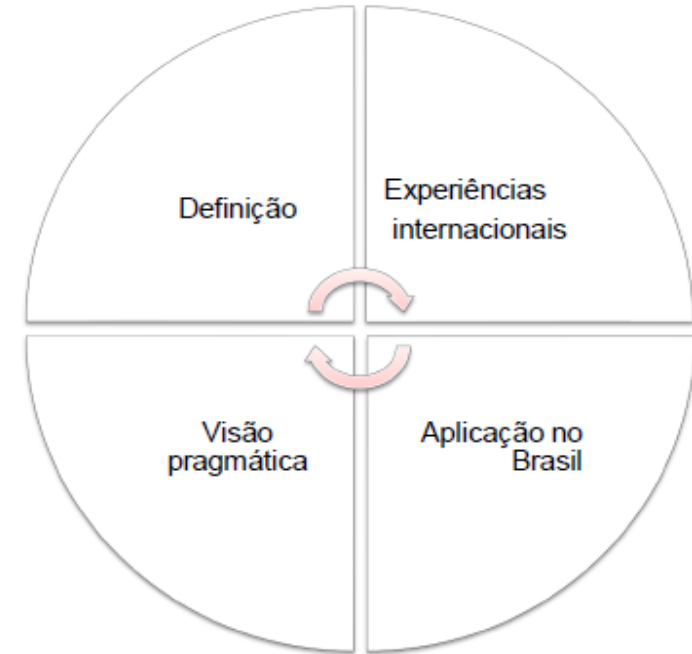 Definição
Experiências
internacionais
Visão
pragmática
Aplicação no
Brasil